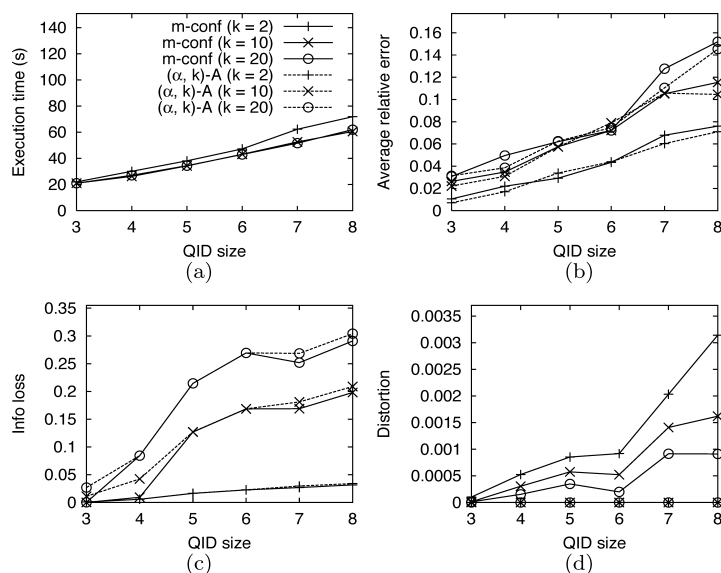 140
120
100
80
60
40
20
0
Execution time (s)
m-conf (k = 2)
m-conf (k = 10)
m-conf (k = 20)
(α, k)-A (k = 2)
(α, k)-A (k = 10)
(α, k)-A (k = 20)
3 4 5 6 7 8
QID size
(a)
0.18
0.16
0.14
0.12
0.1
0.08
0.06
0.04
0.02
0
Average relative error
3 4 5 6 7 8
QID size
(b)
0.35
0.3
0.25
0.2
0.15
0.1
0.05
0
Info loss
3 4 5 6 7 8
QID size
(c)
0.0035
0.003
0.0025
0.002
0.0015
0.001
0.0005
0
Distortion
3 4 5 6 7 8
QID size
(d)